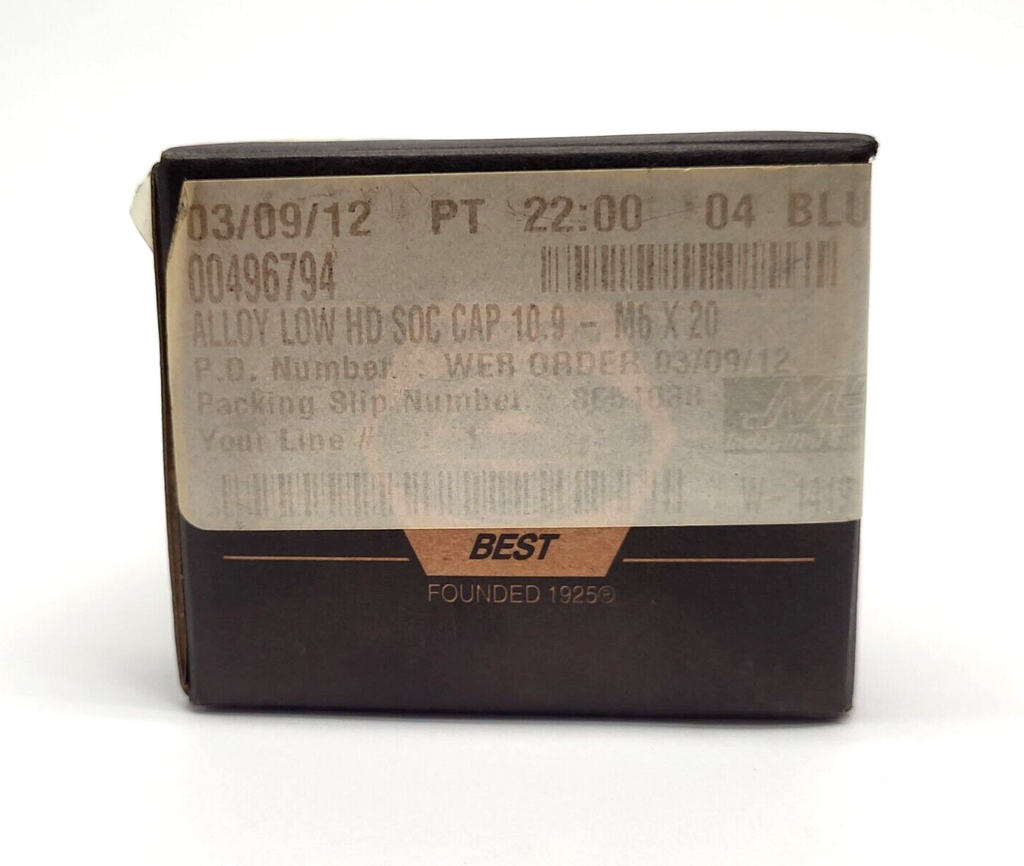 03/09/12 PT 22:00 04 BLU
00496794
ALLOY LOW HD SOC CAP 10.9 - M6 X 20
P.O. Number : WEB ORDER 03/09/12
Packing Slip Number :
Your Line #
BEST
FOUNDED 1925®